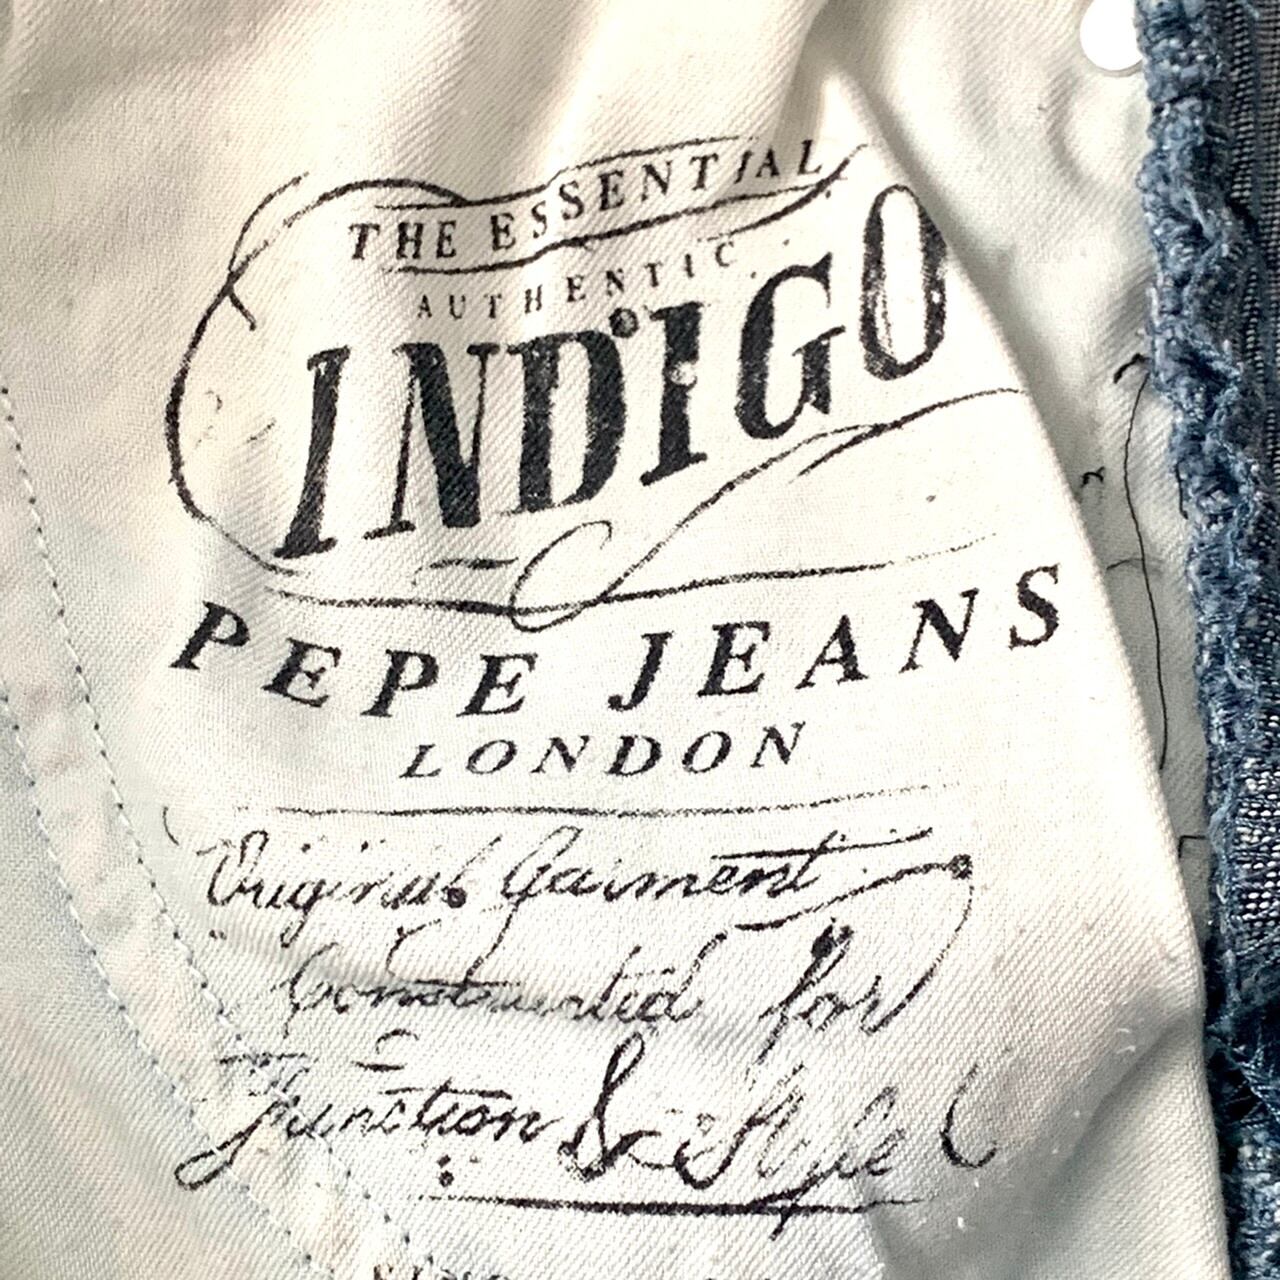 THE ESSENTIAL
AUTHENTIC
INDIGO
PEPE JEANS
LONDON
Original Garment
Constructed for
Function & Style